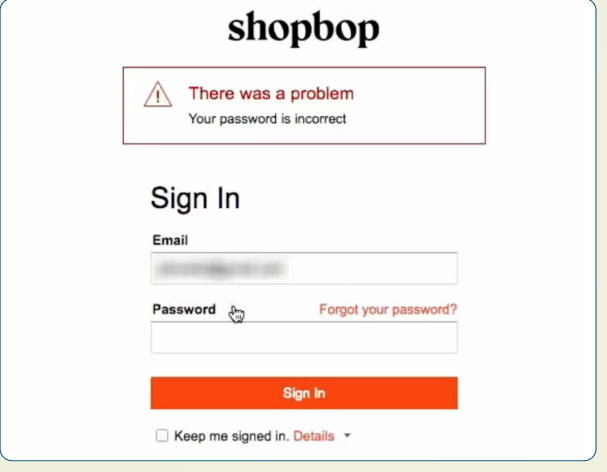 shopbop
There was a problem
Your password is incorrect
Sign In
Email
Password Forgot your password?
Sign In
Keep me signed in. Details